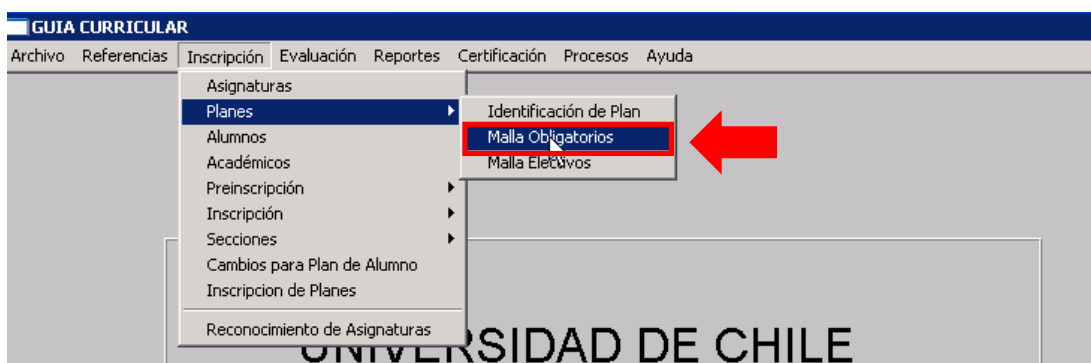 GUIA CURRICULAR
Archivo Referencias Inscripción Evaluación Reportes Certificación Procesos Ayuda
Asignaturas
Planes
Alumnos
Académicos
Preinscripción
Inscripción
Secciones
Cambios para Plan de Alumno
Inscripcion de Planes
Reconocimiento de Asignaturas
Identificación de Plan
Malla Obligatorios
Malla Electivos
UNIVERSIDAD DE CHILE